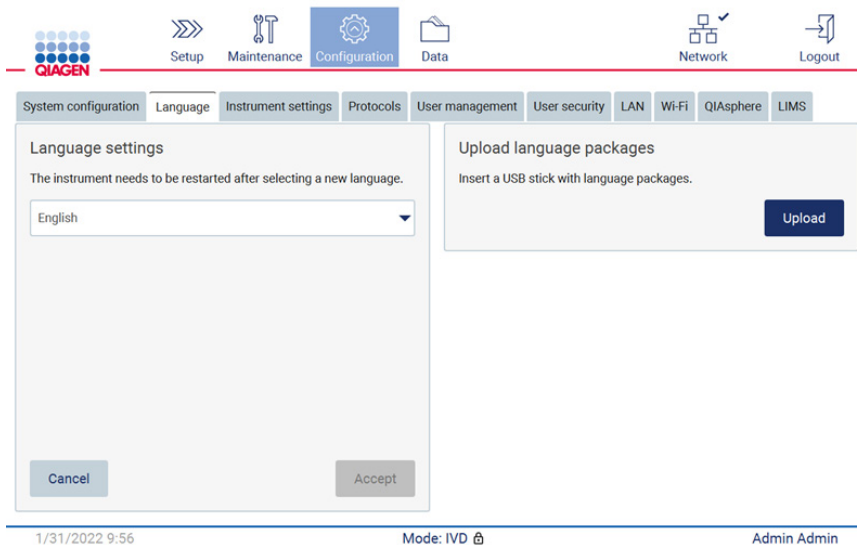 QIAGEN
Setup
Maintenance
Configuration
Data
Network
Logout
System configuration
Language
Instrument settings
Protocols
User management
User security
LAN
Wi-Fi
QIAsphere
LIMS
Language settings
The instrument needs to be restarted after selecting a new language.
English
Cancel
Accept
Upload language packages
Insert a USB stick with language packages.
Upload
1/31/2022 9:56
Mode: IVD
Admin Admin